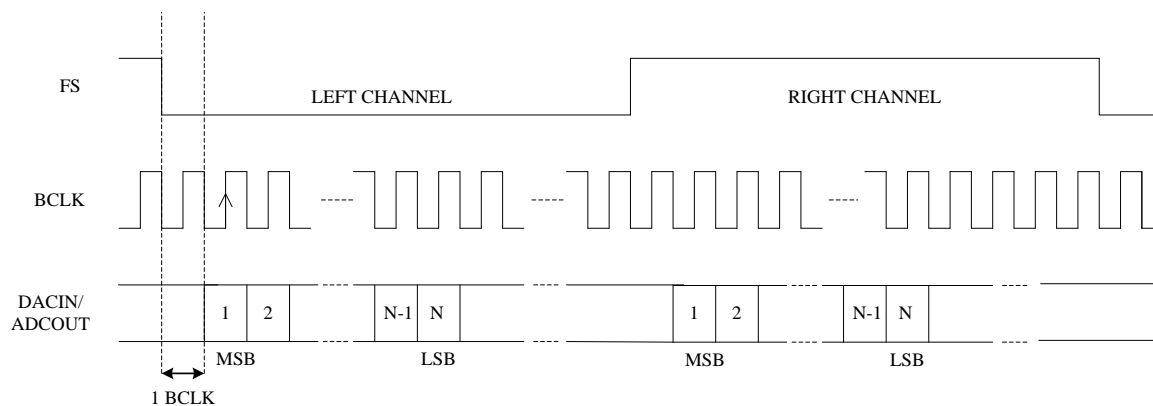 FS
LEFT CHANNEL
RIGHT CHANNEL
BCLK
DACIN/
ADCOUT
1
2
N-1
N
1
2
N-1
N
MSB
LSB
MSB
LSB
1 BCLK